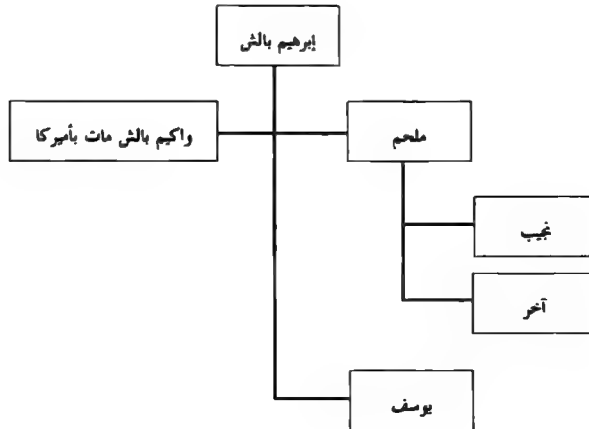 إبرهيم بالش
ملحم
واكيم بالش مات بأميركا
نجيب
آخر
يوسف